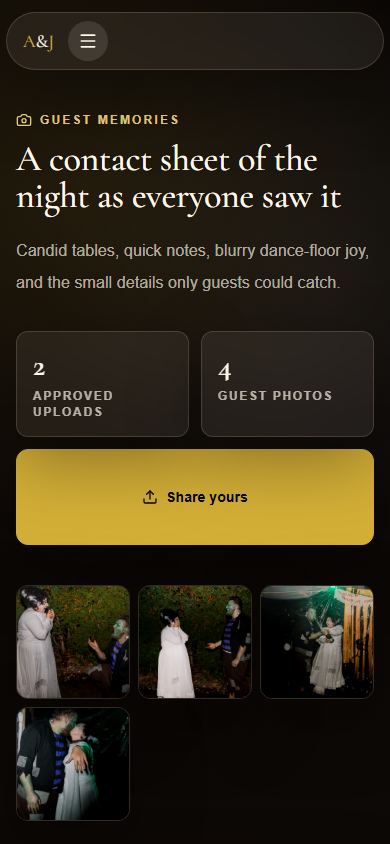 A&J
GUEST MEMORIES
A contact sheet of the
night as everyone saw it
Candid tables, quick notes, blurry dance-floor joy,
and the small details only guests could catch.
2
APPROVED
UPLOADS
4
GUEST PHOTOS
Share yours